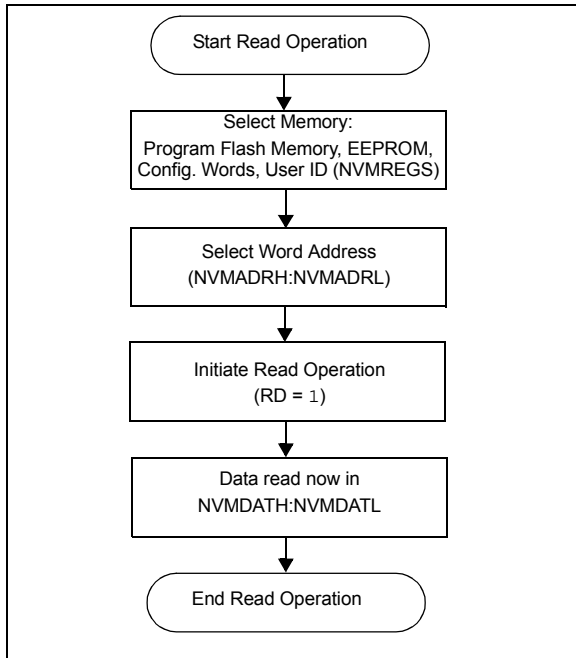 Start Read Operation
Select Memory:
Program Flash Memory, EEPROM,
Config. Words, User ID (NVMREGS)
Select Word Address
(NVMADRH:NVMADRL)
Initiate Read Operation
(RD = 1)
Data read now in
NVMDATH:NVMDATL
End Read Operation